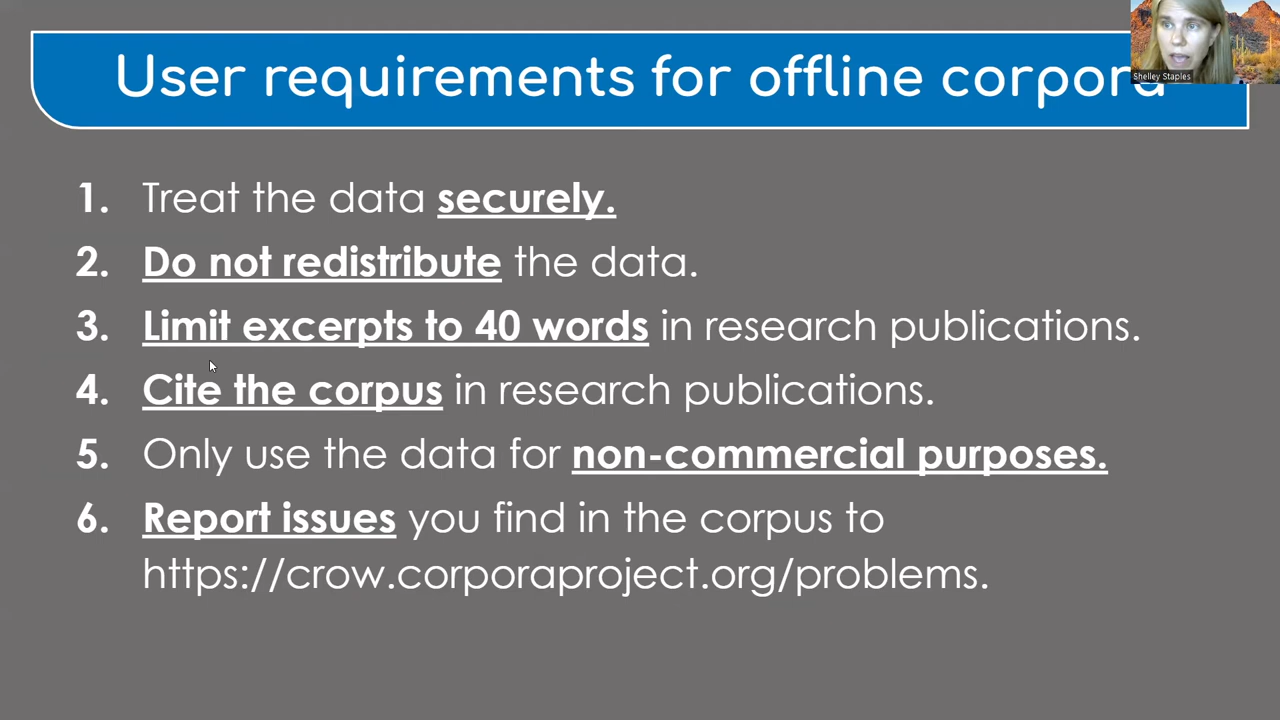 User requirements for offline corpora
Shelley Staples
1. Treat the data securely.
2. Do not redistribute the data.
3. Limit excerpts to 40 words in research publications.
4. Cite the corpus in research publications.
5. Only use the data for non-commercial purposes.
6. Report issues you find in the corpus to
https://crow.corporaproject.org/problems.